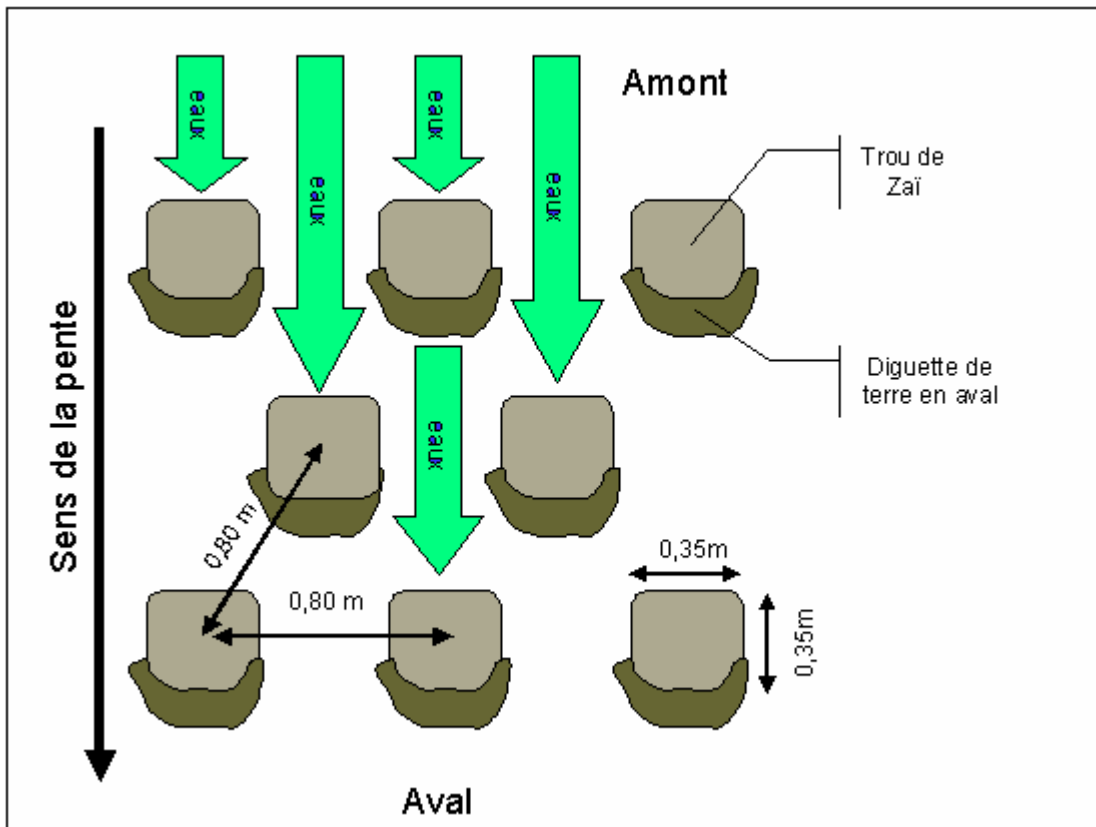 Amont
eaux
eaux
eaux
eaux
Trou de
Zaï
Sens de la pente
Diguette de
terre en aval
eaux
0,80 m
0,80 m
0,35m
0,35m
Aval